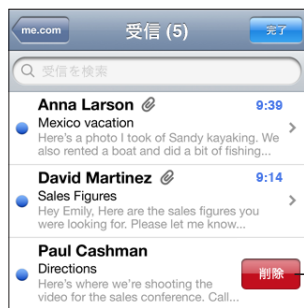 me.com 受信 (5) 完了
受信を検索
Anna Larson 9:39
Mexico vacation
Here's a photo I took of Sandy kayaking. We
also rented a boat and did a bit of fishing...
David Martinez 9:14
Sales Figures
Hey Emily, Here are the sales figures you
were looking for. Please let me know...
Paul Cashman
Directions
Here's where we're shooting the
video for the sales conference. Call...
削除